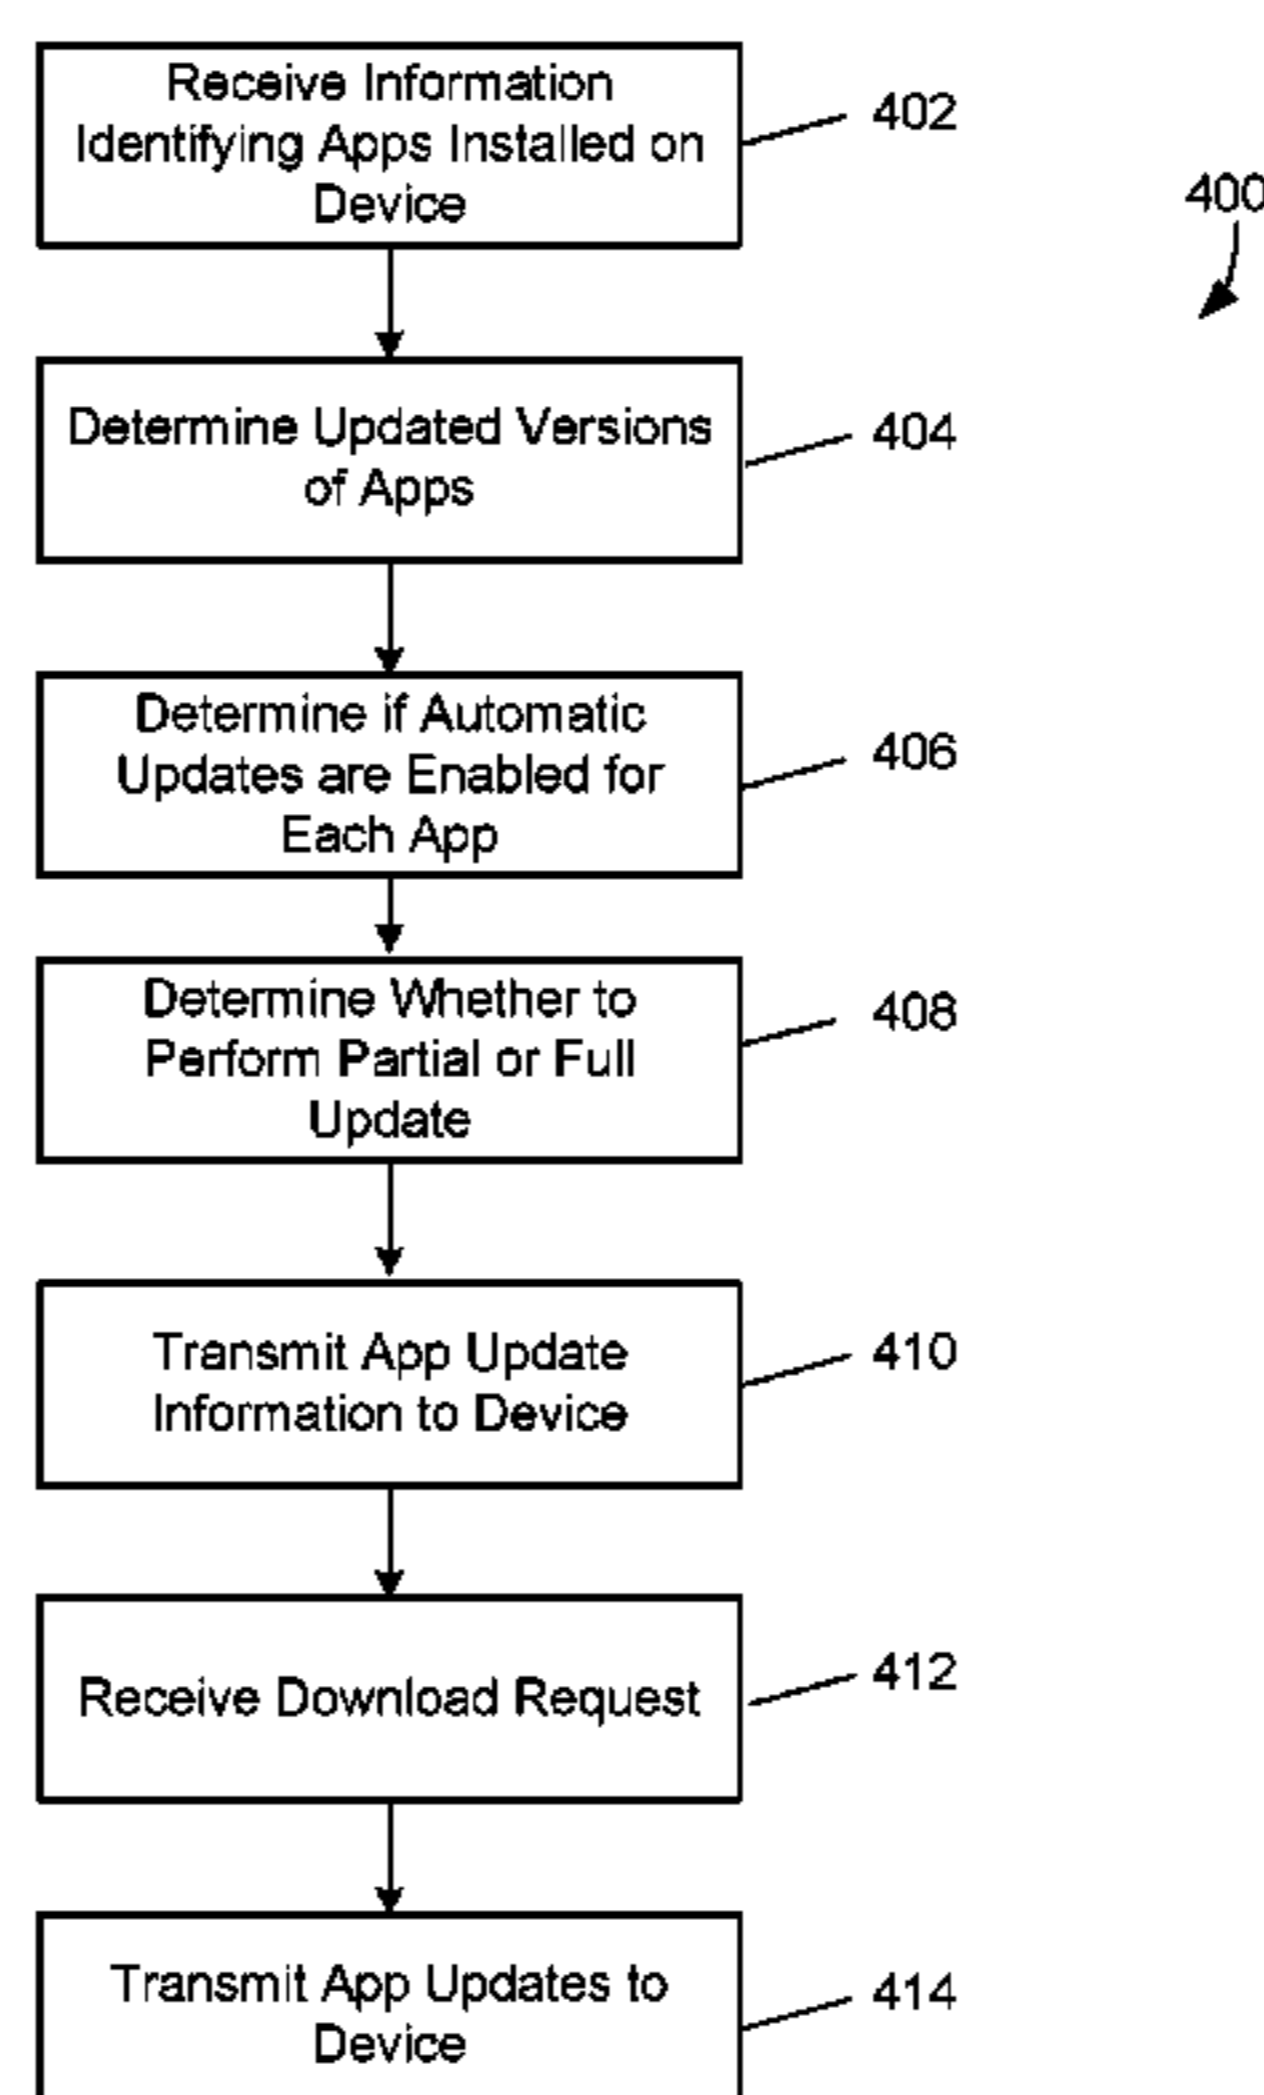 Receive Information
Identifying Apps Installed on
Device
402
400
Determine Updated Versions
of Apps
404
Determine if Automatic
Updates are Enabled for
Each App
406
Determine Whether to
Perform Partial or Full
Update
408
Transmit App Update
Information to Device
410
Receive Download Request
412
Transmit App Updates to
Device
414